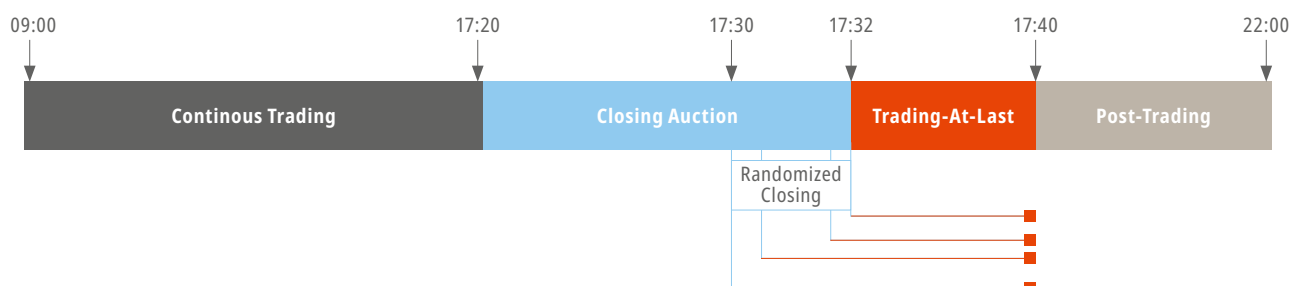 09:00 17:20 17:30 17:32 17:40 22:00
Continous Trading Closing Auction Trading-At-Last Post-Trading
Randomized
Closing